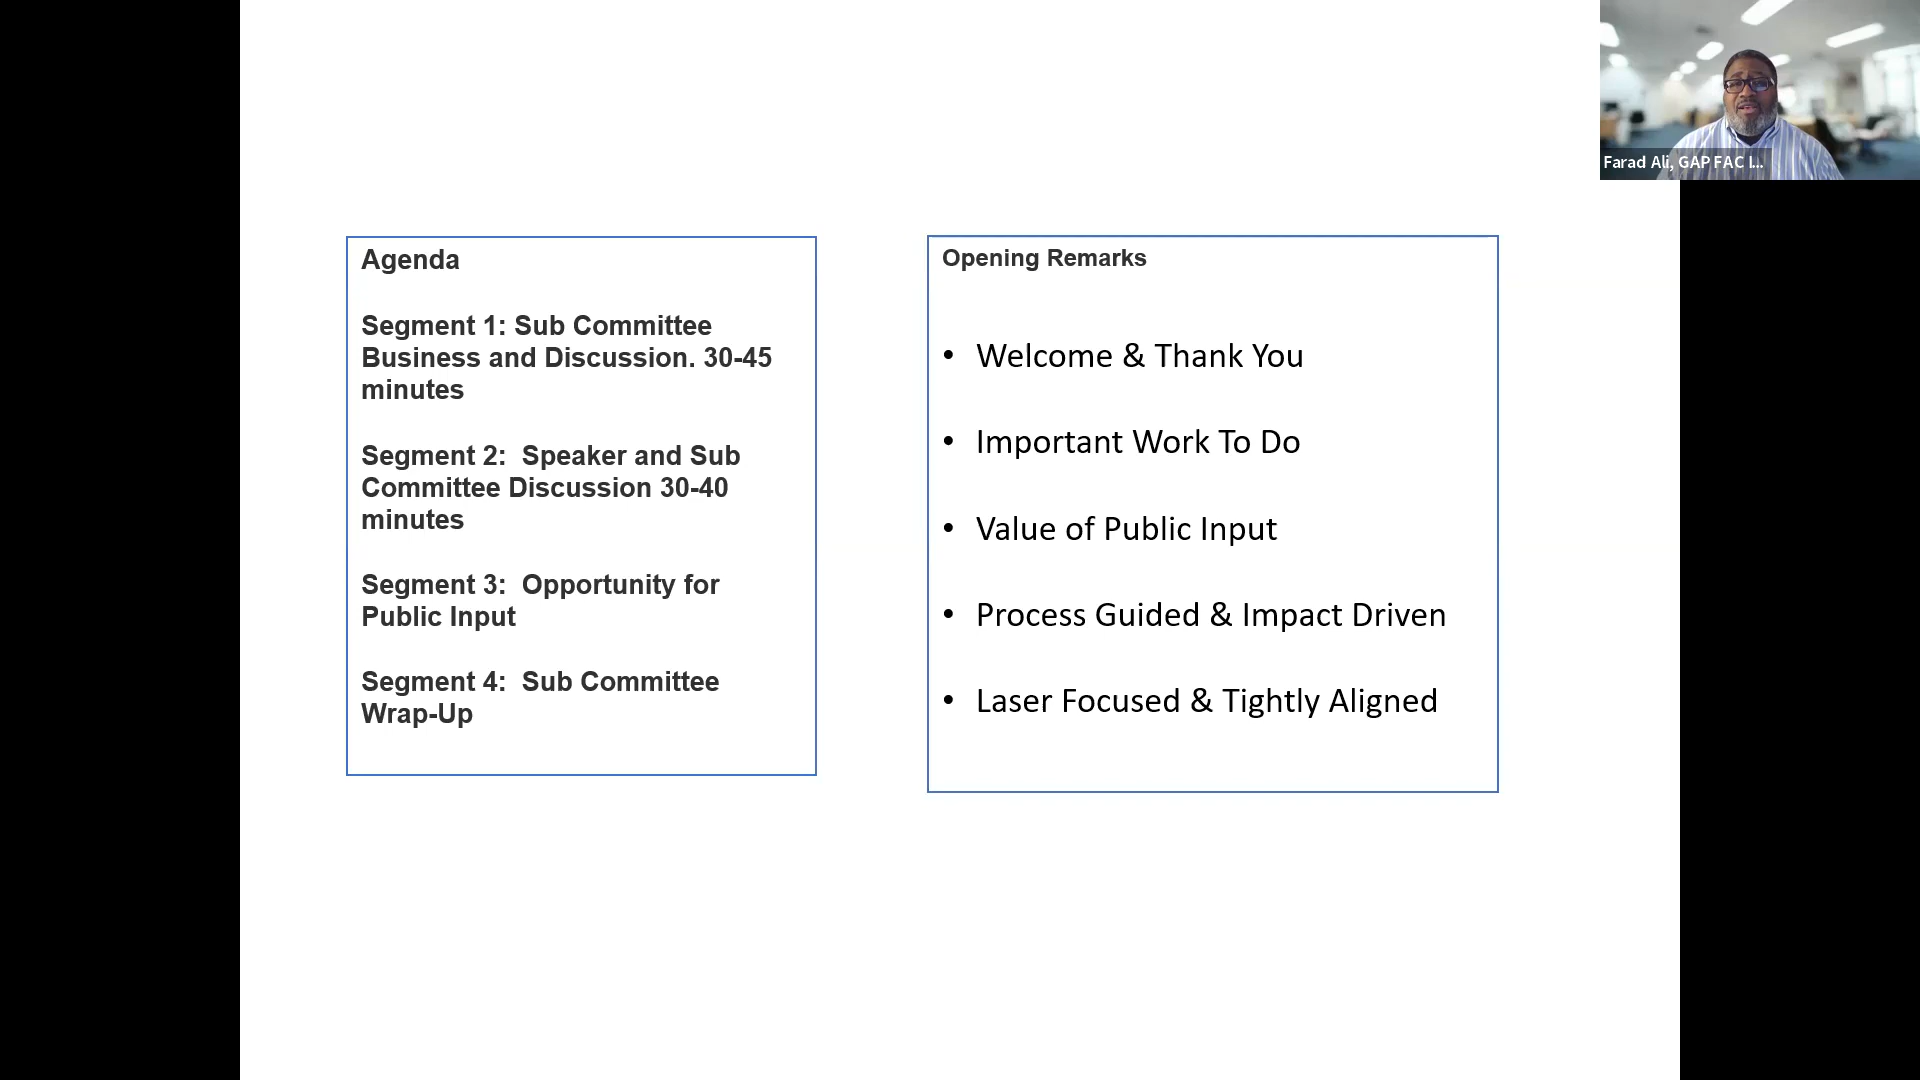 Agenda
Segment 1: Sub Committee
Business and Discussion. 30-45
minutes
Segment 2:  Speaker and Sub
Committee Discussion 30-40
minutes
Segment 3:  Opportunity for
Public Input
Segment 4:  Sub Committee
Wrap-Up
Opening Remarks
• Welcome & Thank You
• Important Work To Do
• Value of Public Input
• Process Guided & Impact Driven
• Laser Focused & Tightly Aligned
Farad Ali, GAP FAC I...